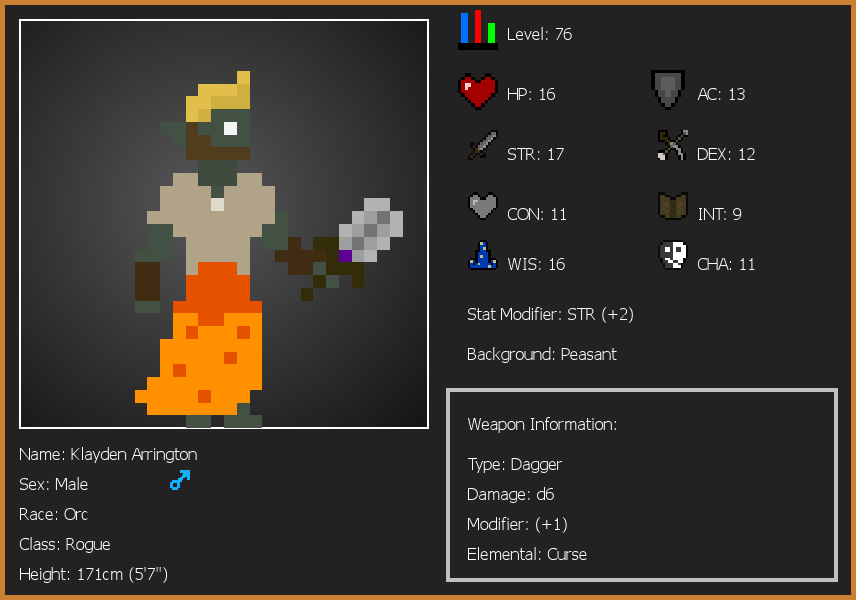 Level: 76
HP: 16
AC: 13
STR: 17
DEX: 12
CON: 11
INT: 9
WIS: 16
CHA: 11
Stat Modifier: STR (+2)
Background: Peasant
Weapon Information:
Type: Dagger
Damage: d6
Modifier: (+1)
Elemental: Curse
Name: Klayden Arrington
Sex: Male
Race: Orc
Class: Rogue
Height: 171cm (5'7")